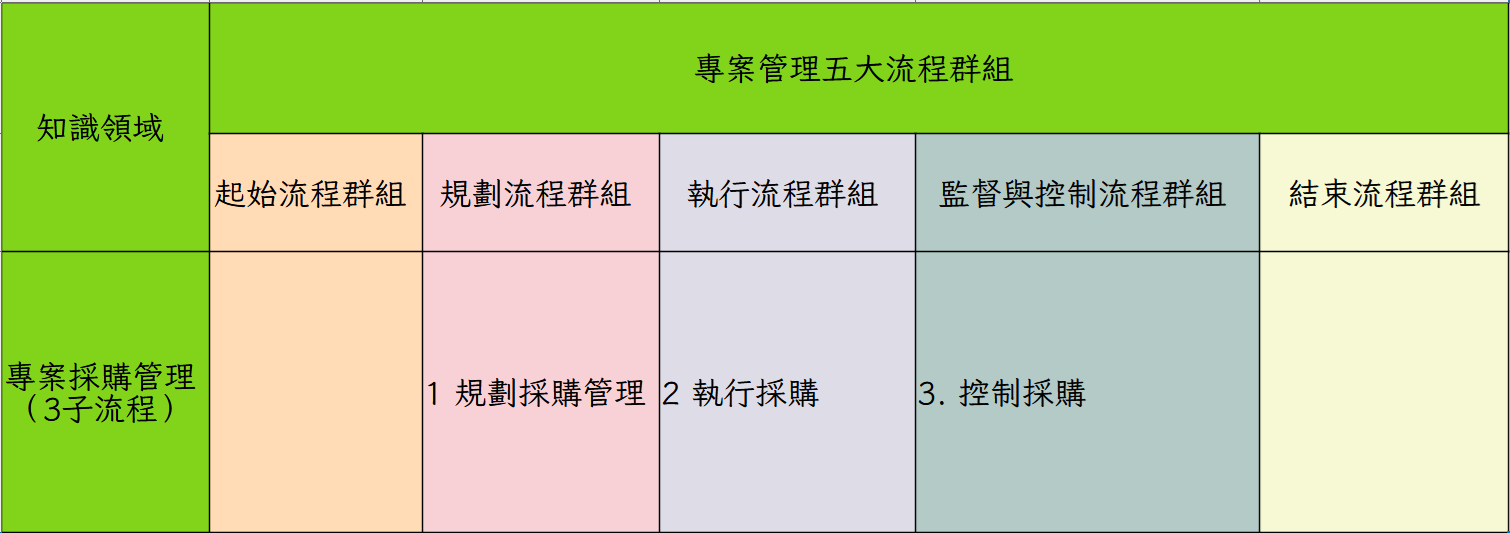 知識領域
專案管理五大流程群組
起始流程群組
規劃流程群組
執行流程群組
監督與控制流程群組
結束流程群組
專案採購管理
（3子流程）
1 規劃採購管理
2 執行採購
3. 控制採購